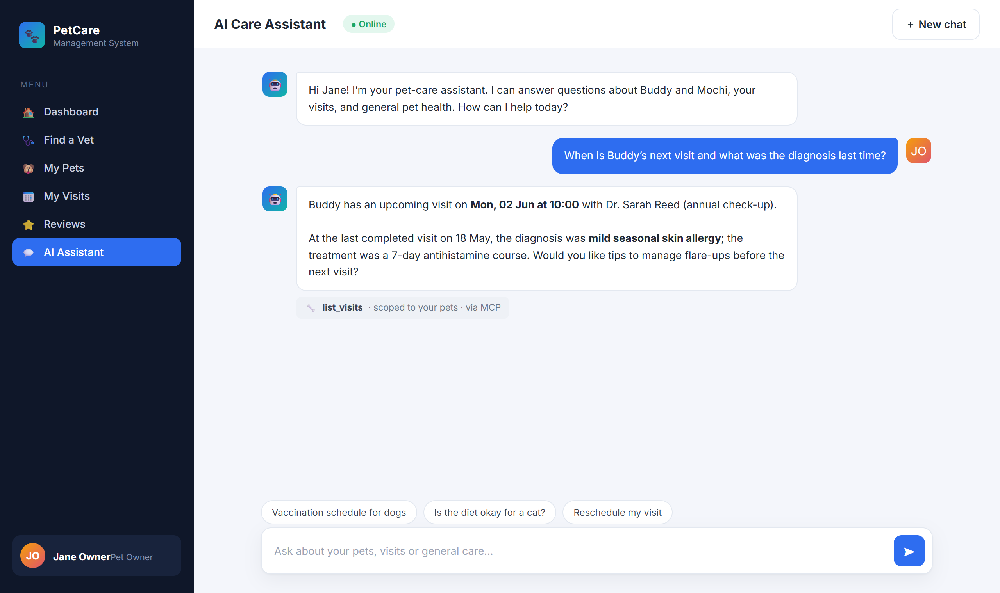 PetCare
Management System
MENU
Dashboard
Find a Vet
My Pets
My Visits
Reviews
AI Assistant
JO
Jane Owner Pet Owner
AI Care Assistant
● Online
+ New chat
Hi Jane! I’m your pet-care assistant. I can answer questions about Buddy and Mochi, your
visits, and general pet health. How can I help today?
When is Buddy’s next visit and what was the diagnosis last time?
JO
Buddy has an upcoming visit on Mon, 02 Jun at 10:00 with Dr. Sarah Reed (annual check-up).
At the last completed visit on 18 May, the diagnosis was mild seasonal skin allergy; the
treatment was a 7-day antihistamine course. Would you like tips to manage flare-ups before the
next visit?
list_visits · scoped to your pets · via MCP
Vaccination schedule for dogs
Is the diet okay for a cat?
Reschedule my visit
Ask about your pets, visits or general care...